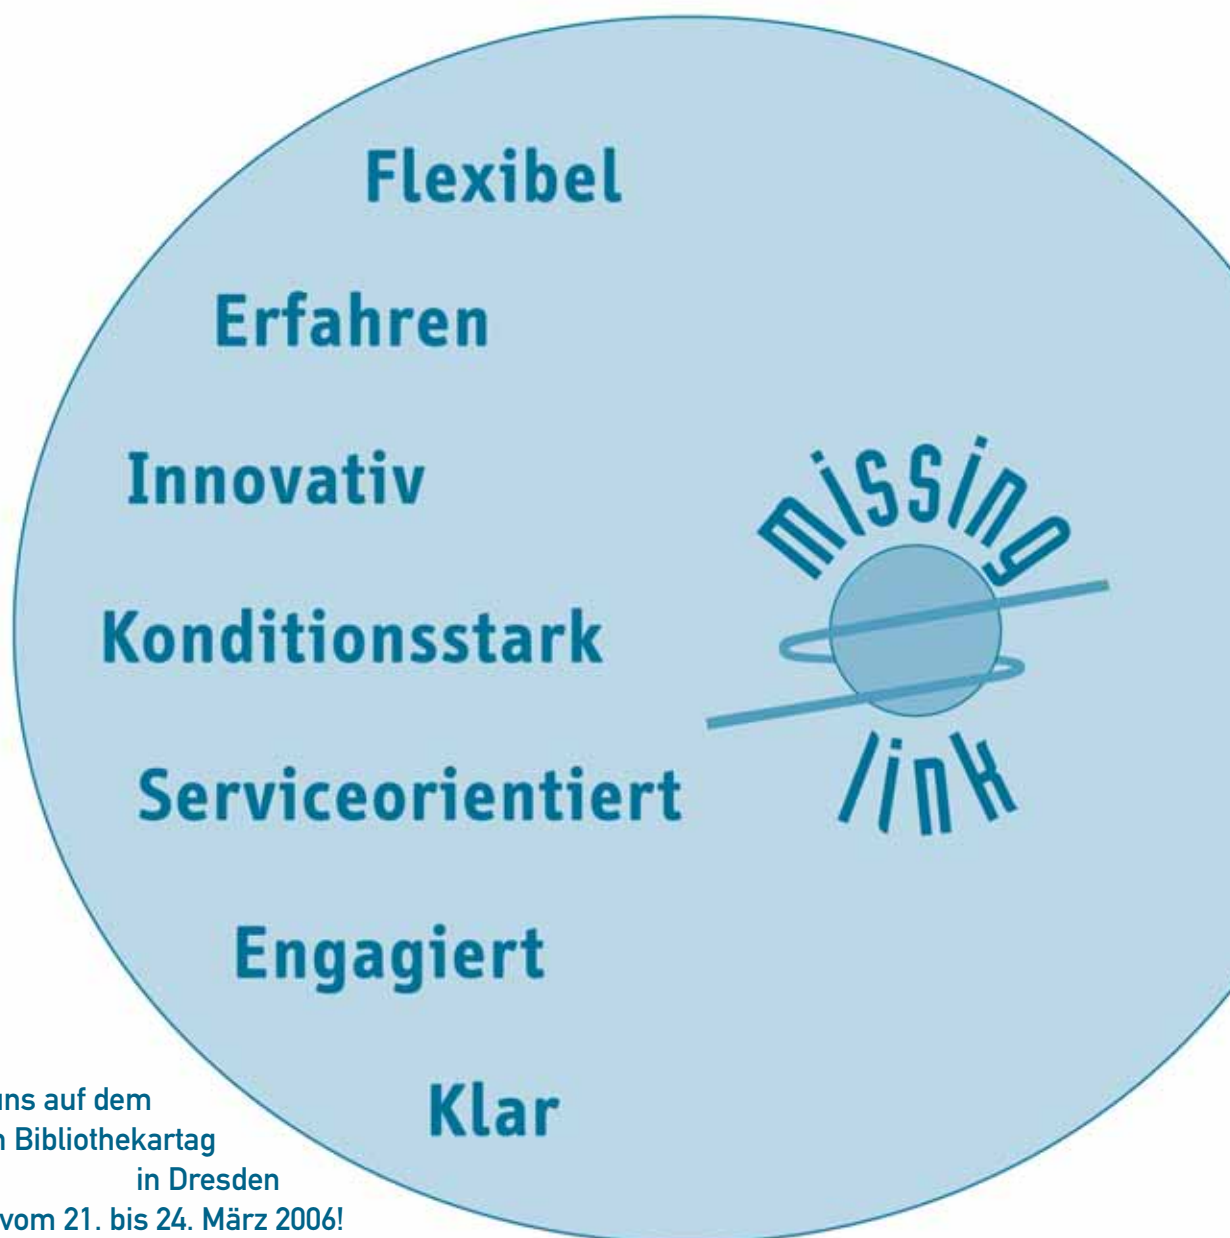 Flexibel
Erfahren
Innovativ
missing
Konditionsstark
link
Serviceorientiert
Engagiert
Klar
uns auf dem
Bibliothekartag
in Dresden
vom 21. bis 24. März 2006!